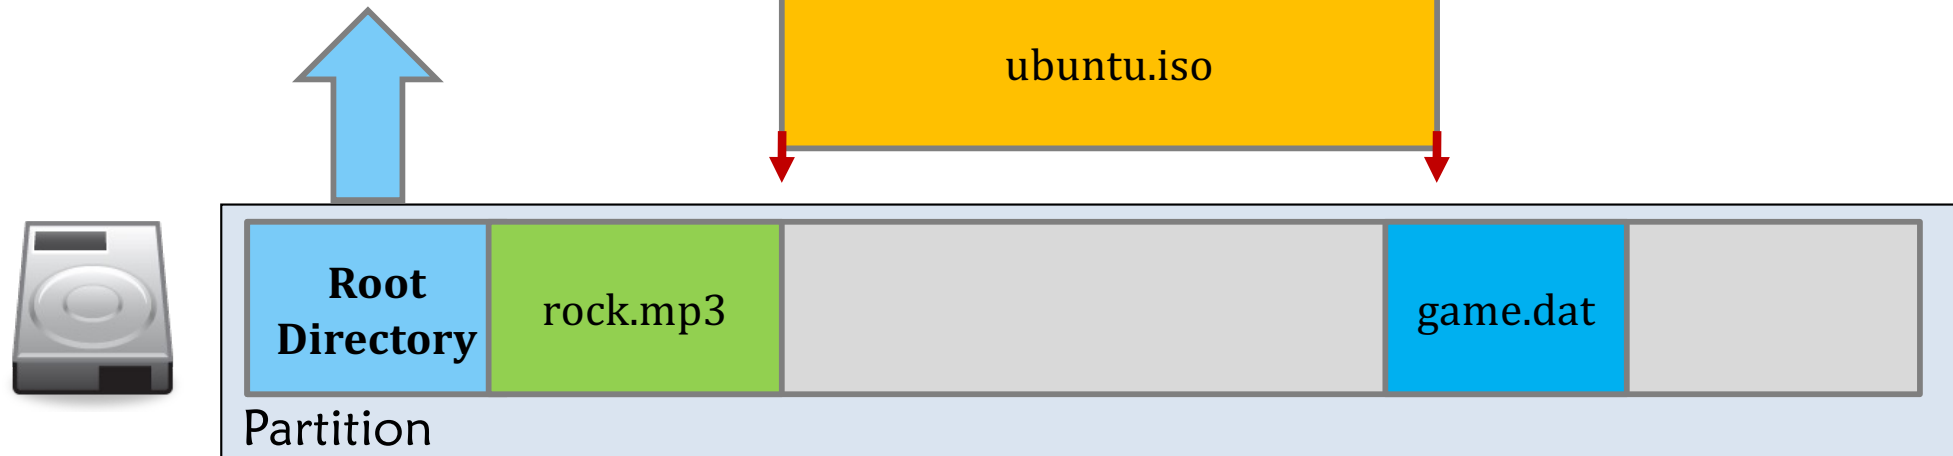 ubuntu.iso
Root
Directory
rock.mp3
game.dat
Partition